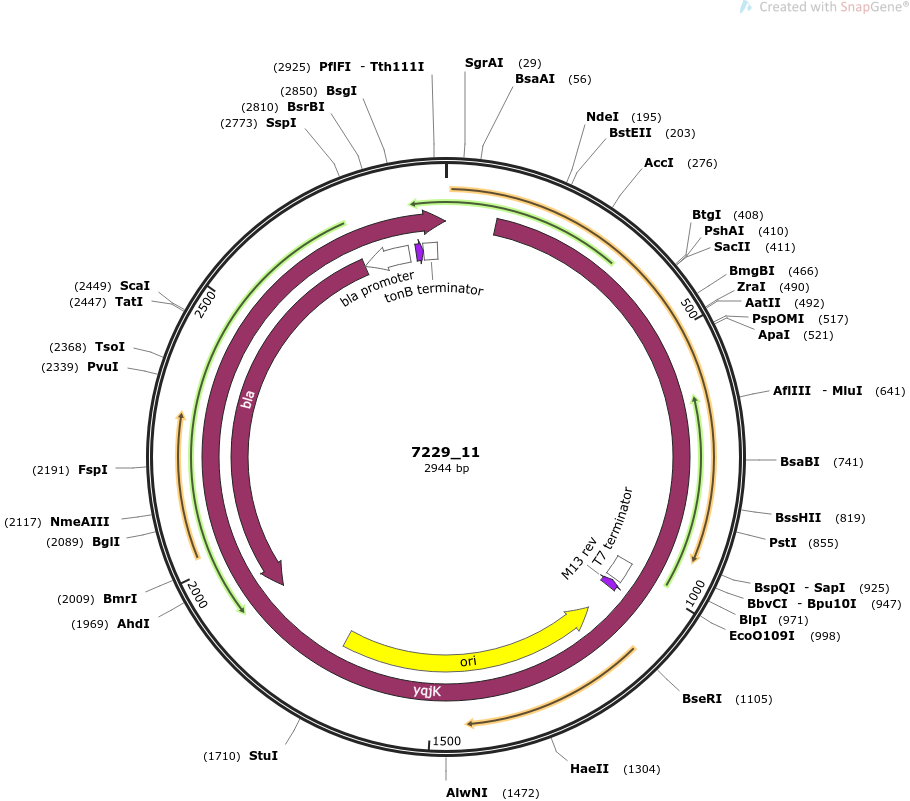 Created with SnapGene®
(2925) PflFI - Tth111I
SgrAI (29)
BsaAI (56)
(2850) BsgI
(2810) BsrBI
(2773) SspI
NdeI (195)
BstEII (203)
AccI (276)
BtgI (408)
PshAI (410)
SacII (411)
BmgBI (466)
ZraI (490)
AatII (492)
PspOMI (517)
ApaI (521)
(2449) ScaI
(2447) TatI
(2368) TsoI
(2339) PvuI
2500
500
bla promoter
tonB terminator
AflIII - MluI (641)
bla
7229_11
2944 bp
BsaBI (741)
(2191) FspI
(2117) NmeAIII
(2089) BglI
BssHII (819)
PstI (855)
M13 rev
T7 terminator
BspQI - SapI (925)
BbvCI - Bpu10I (947)
BlpI (971)
EcoO109I (998)
(2009) BmrI
(1969) AhdI
2000
1000
ori
yqjK
BseRI (1105)
1500
(1710) StuI
HaeII (1304)
AlwNI (1472)